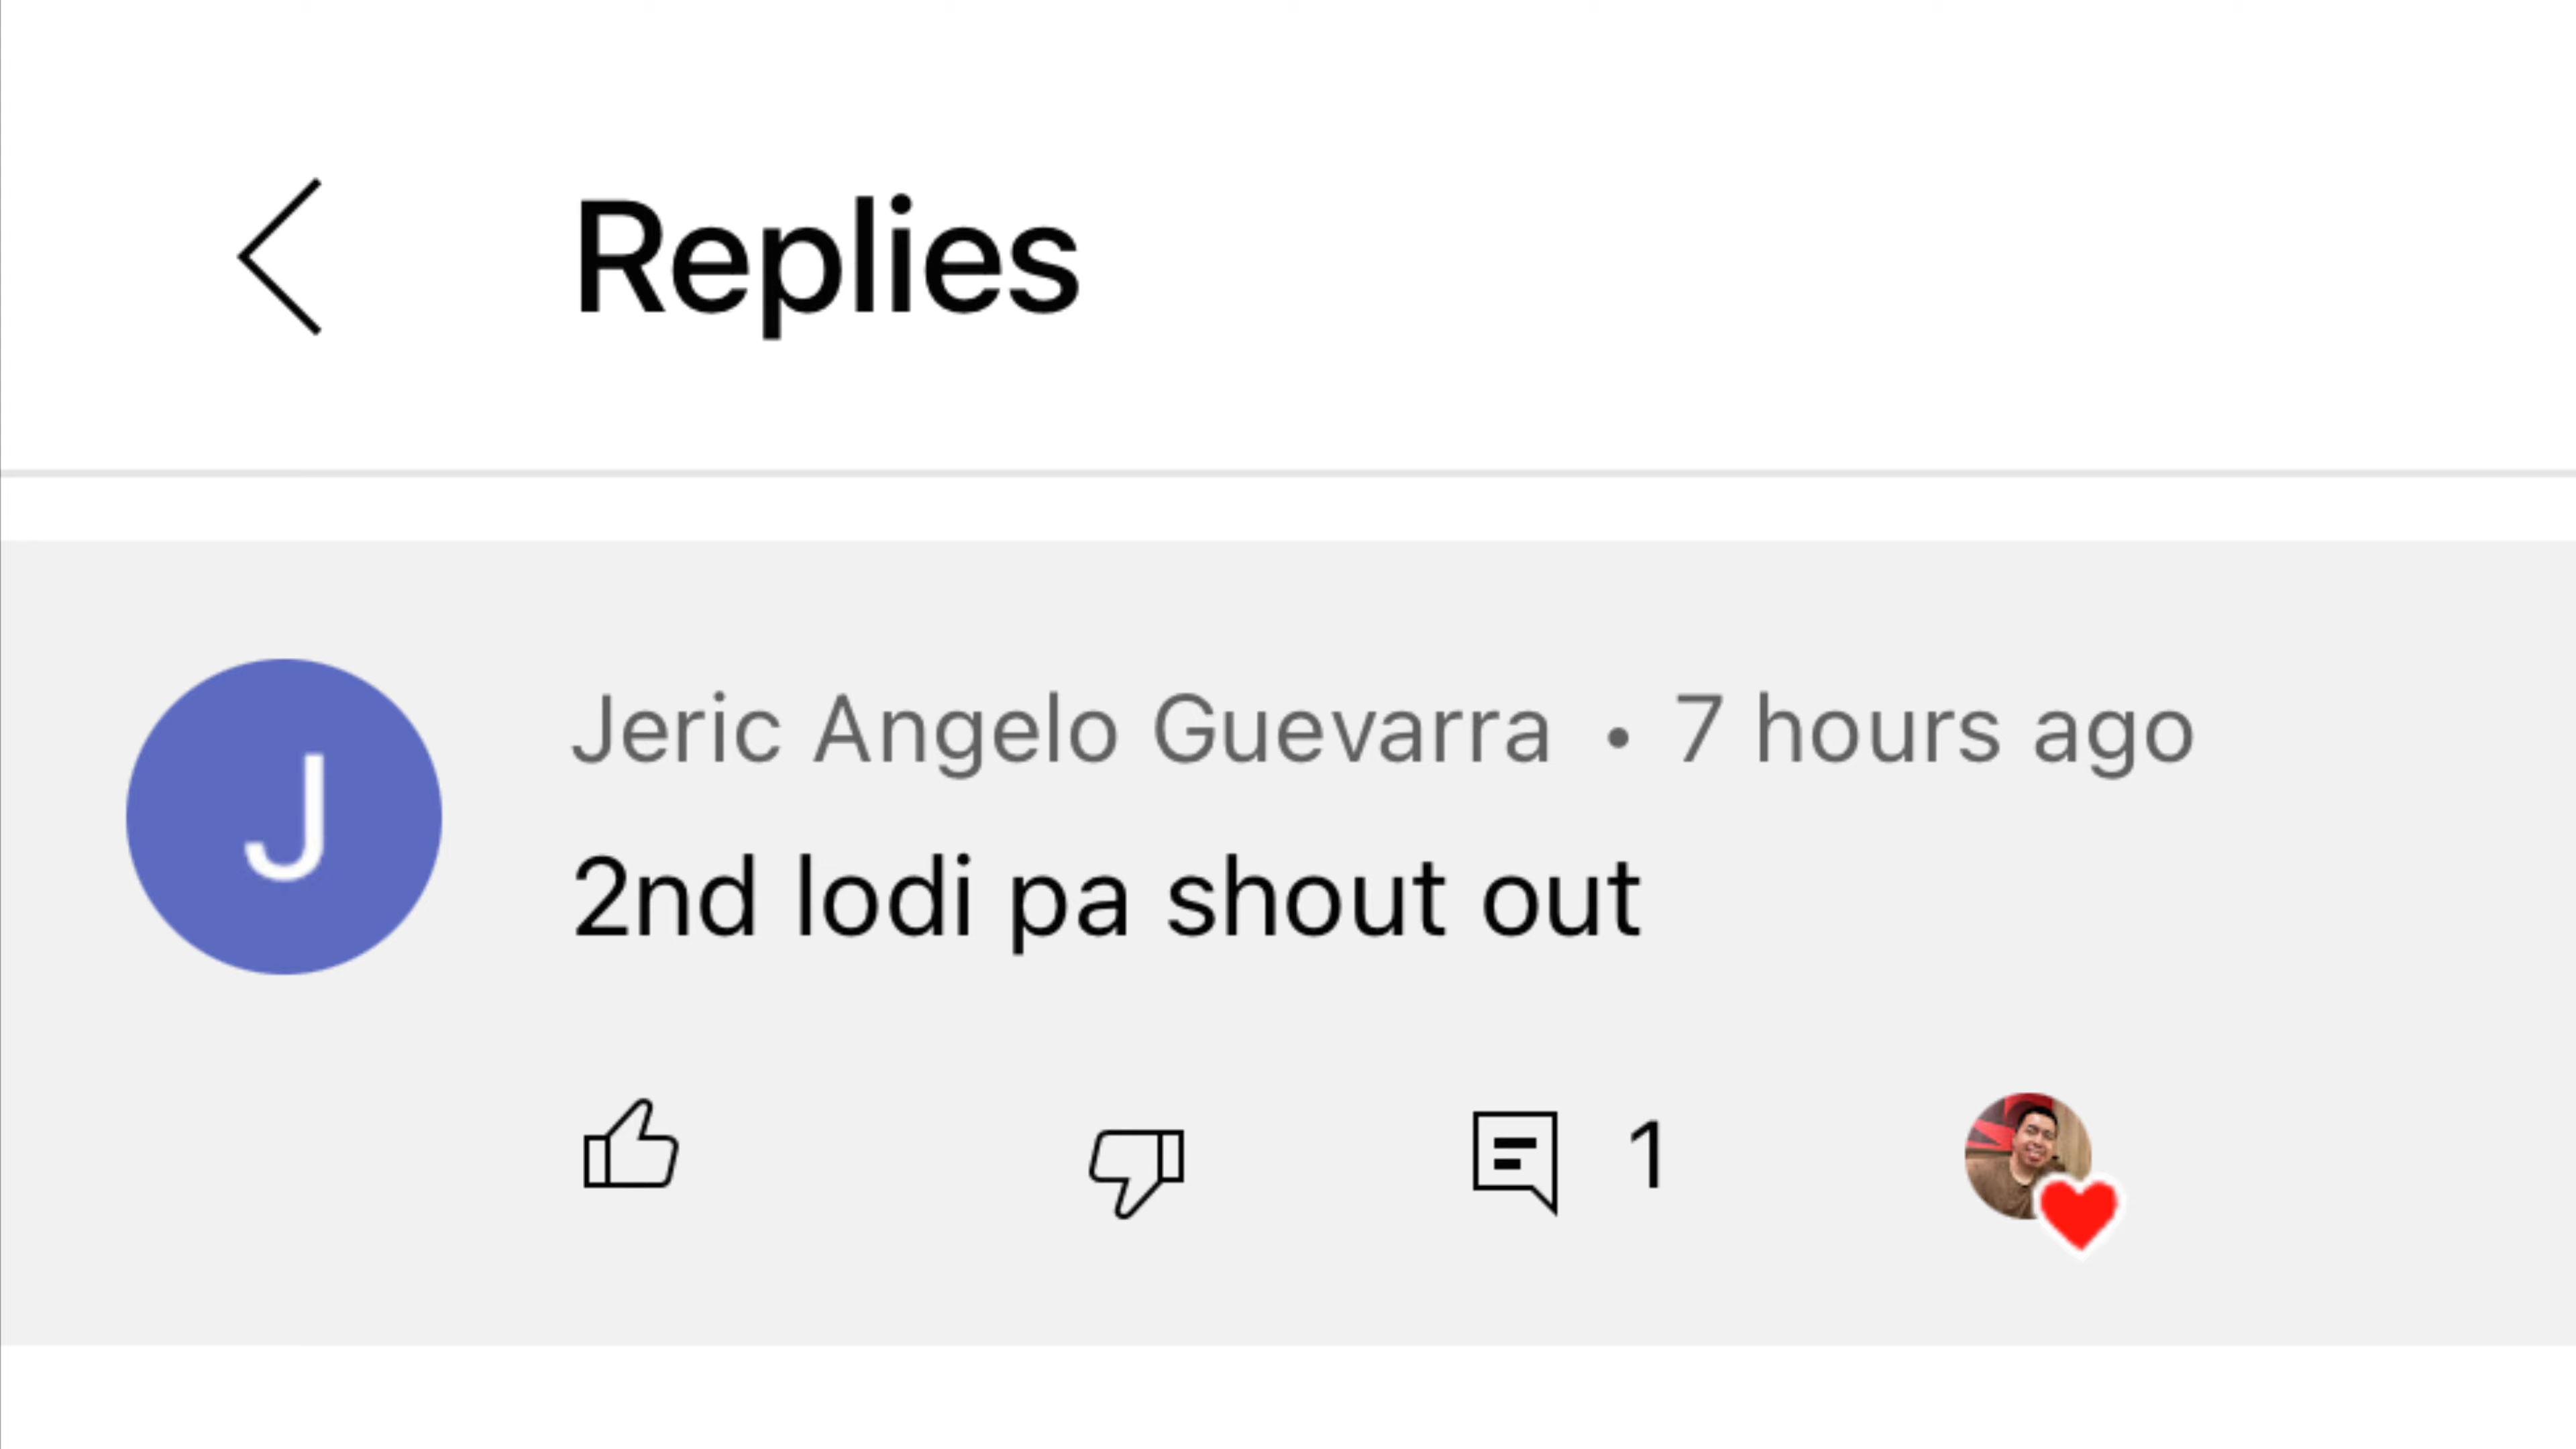 Replies
J
Jeric Angelo Guevarra • 7 hours ago
2nd lodi pa shout out
1